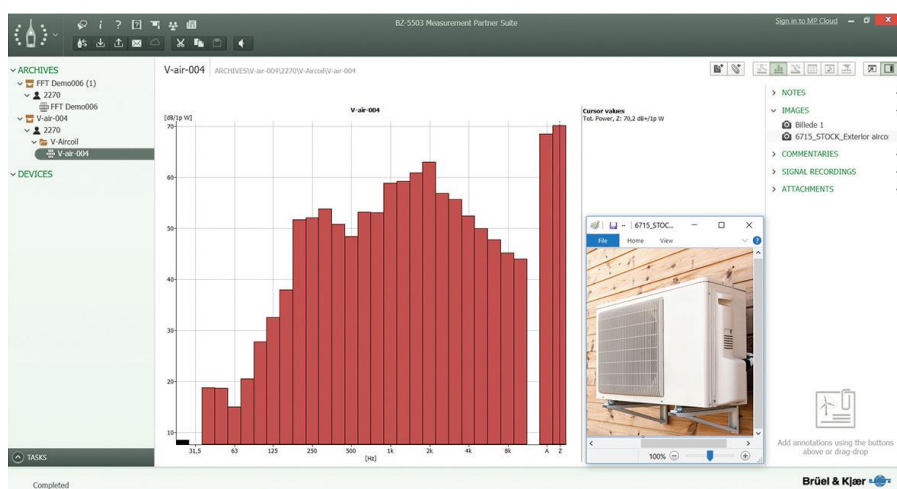 BZ-5503 Measurement Partner Suite
Sign in to MP Cloud
ARCHIVES
FFT Demo006 (1)
2270
FFT Demo006
V-air-004
2270
V-Aircoil
V-air-004
DEVICES
TASKS
Completed
V-air-004 ARCHIVES\V-air-004\2270\V-Aircoil\V-air-004
V-air-004
[dB/1p W]
70
60
50
40
30
20
10
31,5 63 125 250 500 1k 2k 4k 8k A Z
[Hz]
Cursor values
Tot. Power, Z: 70,2 dB+/1p W
6715_STOC...
File Home View
100%
NOTES
IMAGES
Billede 1
6715_STOCK_Exterior airco
COMMENTARIES
SIGNAL RECORDINGS
ATTACHMENTS
Add annotations using the buttons
above or drag-drop
Brüel & Kjær